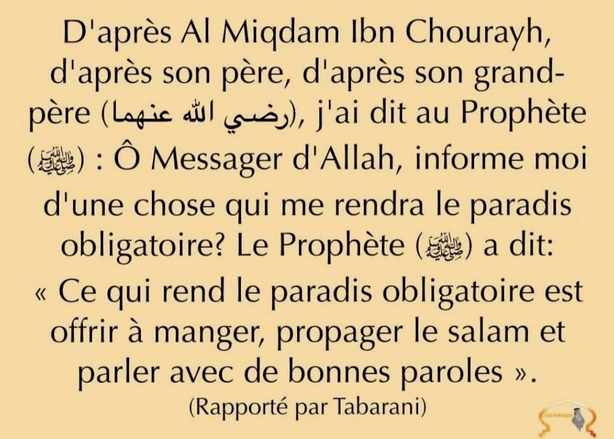 D'après Al Miqdam Ibn Chourayh,
d'après son père, d'après son grand-
père (رضي الله عنهما), j'ai dit au Prophète
(ﷺ) : Ô Messager d'Allah, informe moi
d'une chose qui me rendra le paradis
obligatoire? Le Prophète (ﷺ) a dit:
« Ce qui rend le paradis obligatoire est
offrir à manger, propager le salam et
parler avec de bonnes paroles ».
(Rapporté par Tabarani)